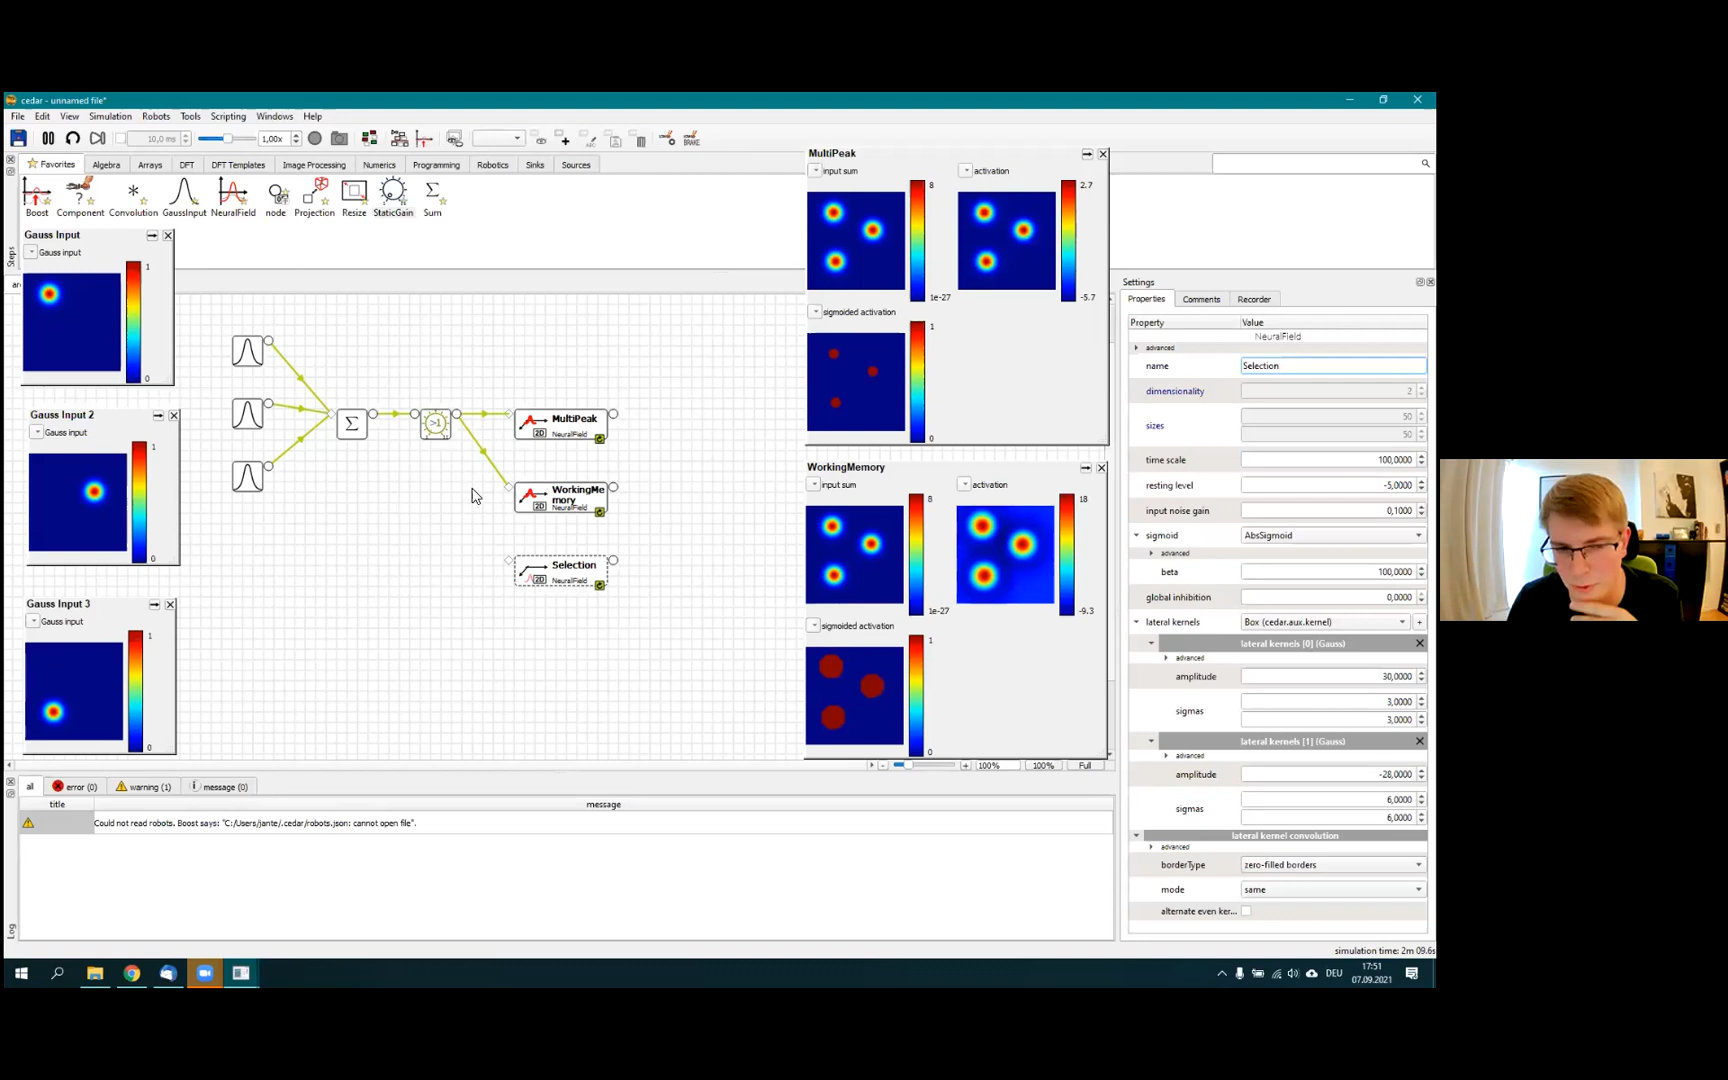 cedar - unnamed file*
File Edit View Simulation Robots Tools Scripting Windows Help
10,0 ms 1,00x BRAKE
Favorites Algebra Arrays DFT DFT Templates Image Processing Numerics Programming Robotics Sinks Sources
Boost Component Convolution GaussInput NeuralField node Projection Resize StaticGain Sum
Steps
Gauss Input
Gauss input
1
0
Gauss Input 2
Gauss input
1
0
Gauss Input 3
Gauss input
1
0
Σ
>1
MultiPeak
2D NeuralField
WorkingMe
mory
2D NeuralField
Selection
2D NeuralField
MultiPeak
input sum activation
8 2.7
1e-27 -5.7
sigmoided activation
1
0
WorkingMemory
input sum activation
8 18
1e-27 -9.3
sigmoided activation
1
0
- + 100% 100% Full
Settings
Properties Comments Recorder
Property Value
NeuralField
advanced
name Selection
dimensionality 2
sizes 50
50
time scale 100,0000
resting level -5,0000
input noise gain 0,1000
sigmoid AbsSigmoid
advanced
beta 100,0000
global inhibition 0,0000
lateral kernels Box (cedar.aux.kernel) +
lateral kernels [0] (Gauss)
advanced
amplitude 30,0000
sigmas 3,0000
3,0000
lateral kernels [1] (Gauss)
advanced
amplitude -28,0000
sigmas 6,0000
6,0000
lateral kernel convolution
advanced
borderType zero-filled borders
mode same
alternate even ker...
simulation time: 2m 09.6s
all error (0) warning (1) message (0)
title message
Could not read robots. Boost says: "C:/Users/jante/.cedar/robots.json: cannot open file".
Log
DEU 17:51
07.09.2021